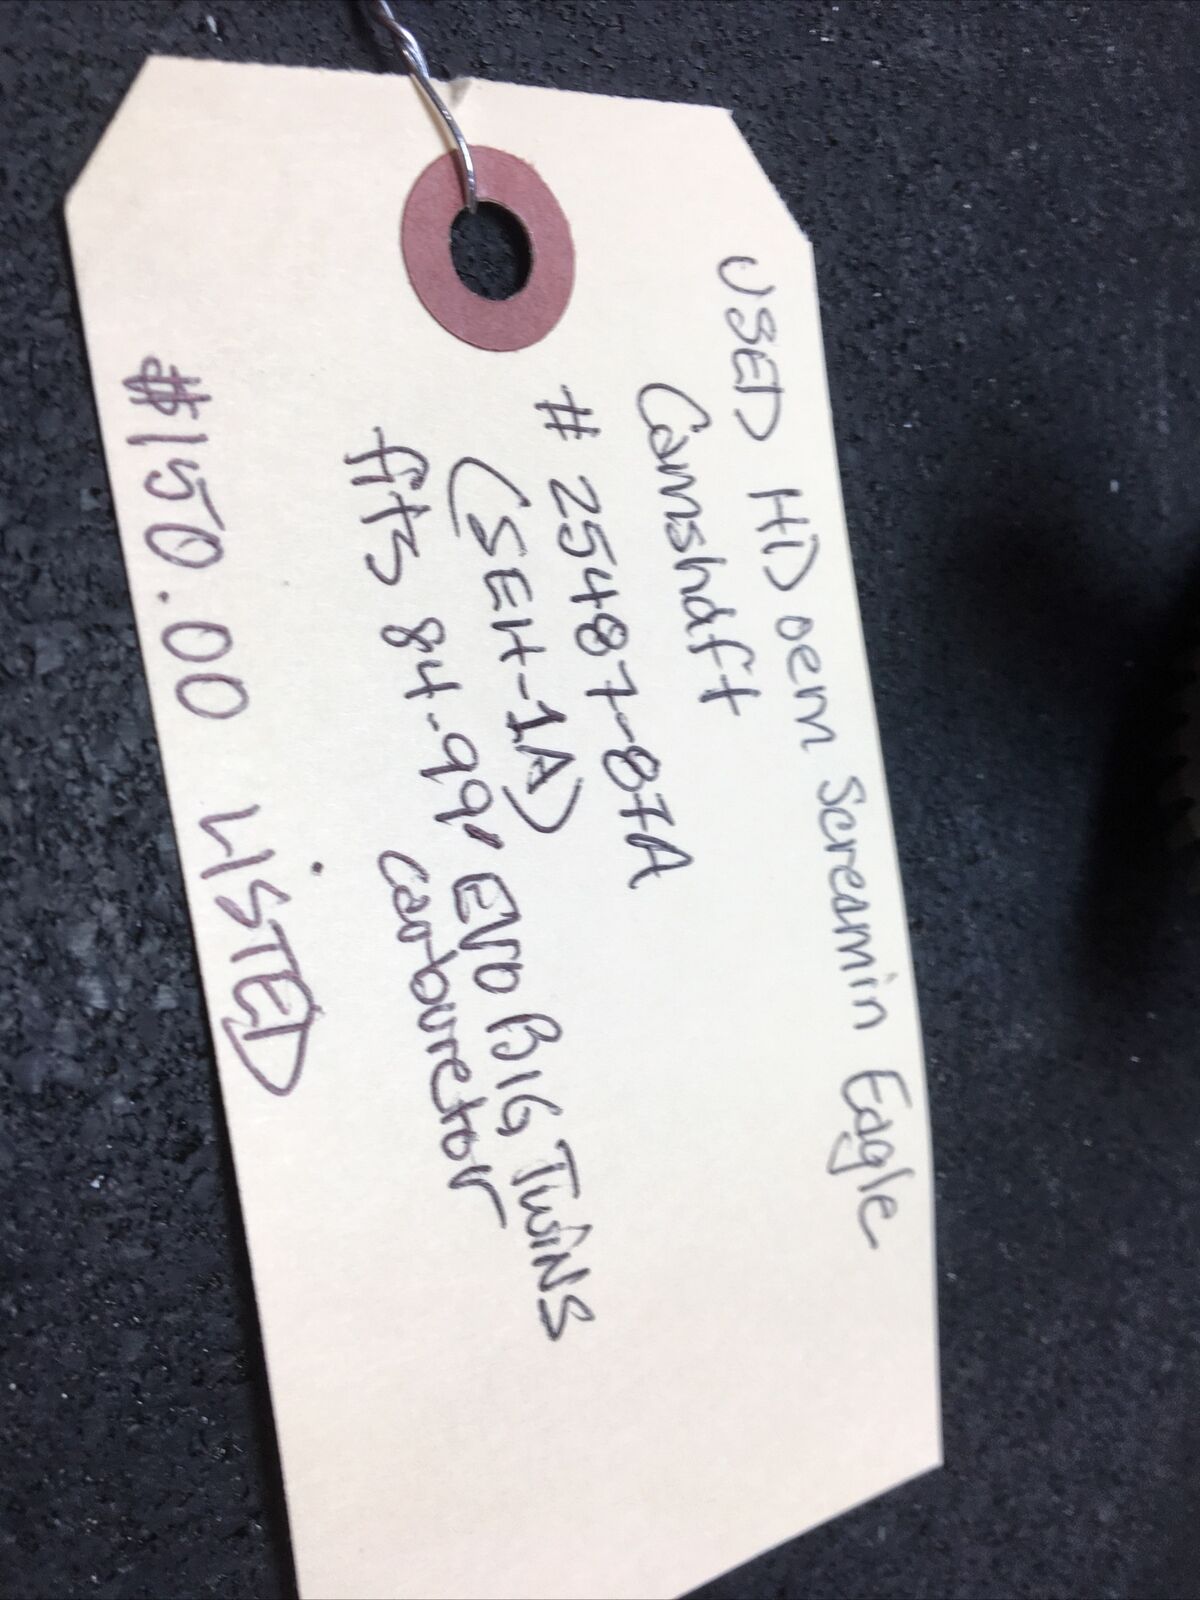 USED HD oem Screamin Eagle
Camshaft
# 25487-87A
(SEH-1A)
fits 84-99' EVO BIG TWINS
carburetor
$150.00 LISTED